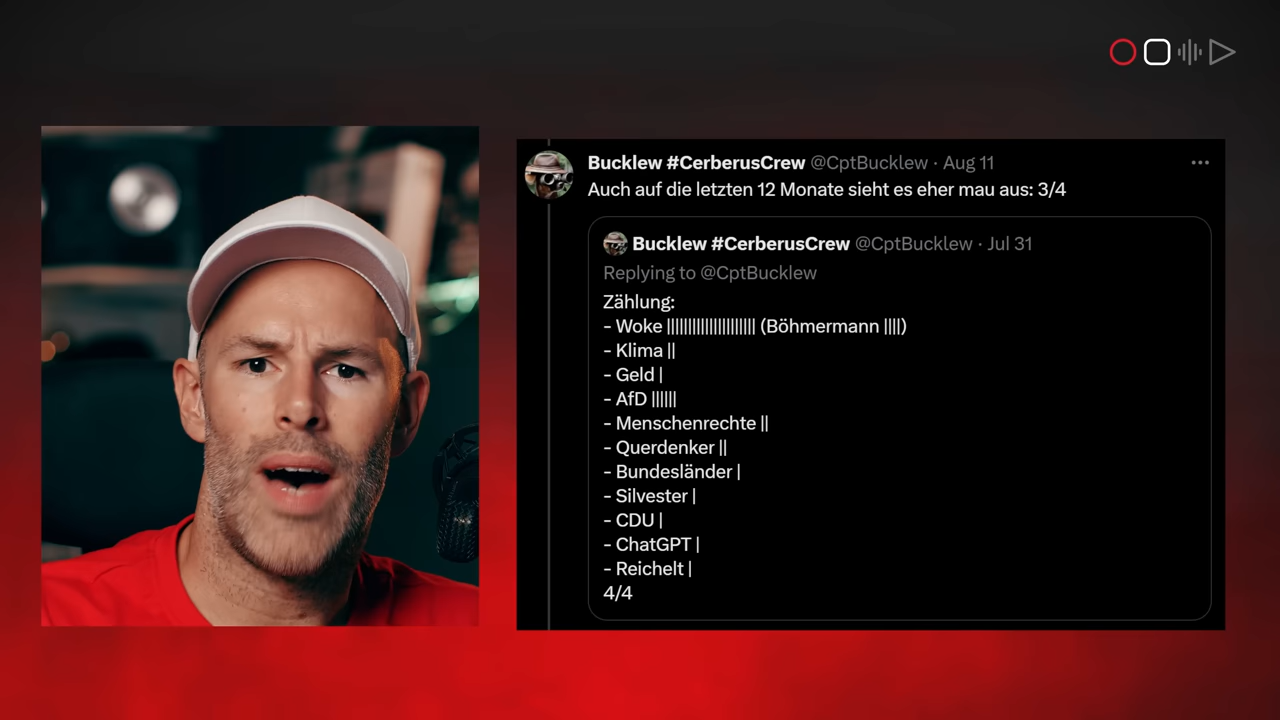 Bucklew #CerberusCrew @CptBucklew · Aug 11
Auch auf die letzten 12 Monate sieht es eher mau aus: 3/4
Bucklew #CerberusCrew @CptBucklew · Jul 31
Replying to @CptBucklew
Zählung:
- Woke |||||||||||||||||||| (Böhmermann ||||)
- Klima ||
- Geld |
- AfD ||||||
- Menschenrechte ||
- Querdenker ||
- Bundesländer |
- Silvester |
- CDU |
- ChatGPT |
- Reichelt |
4/4